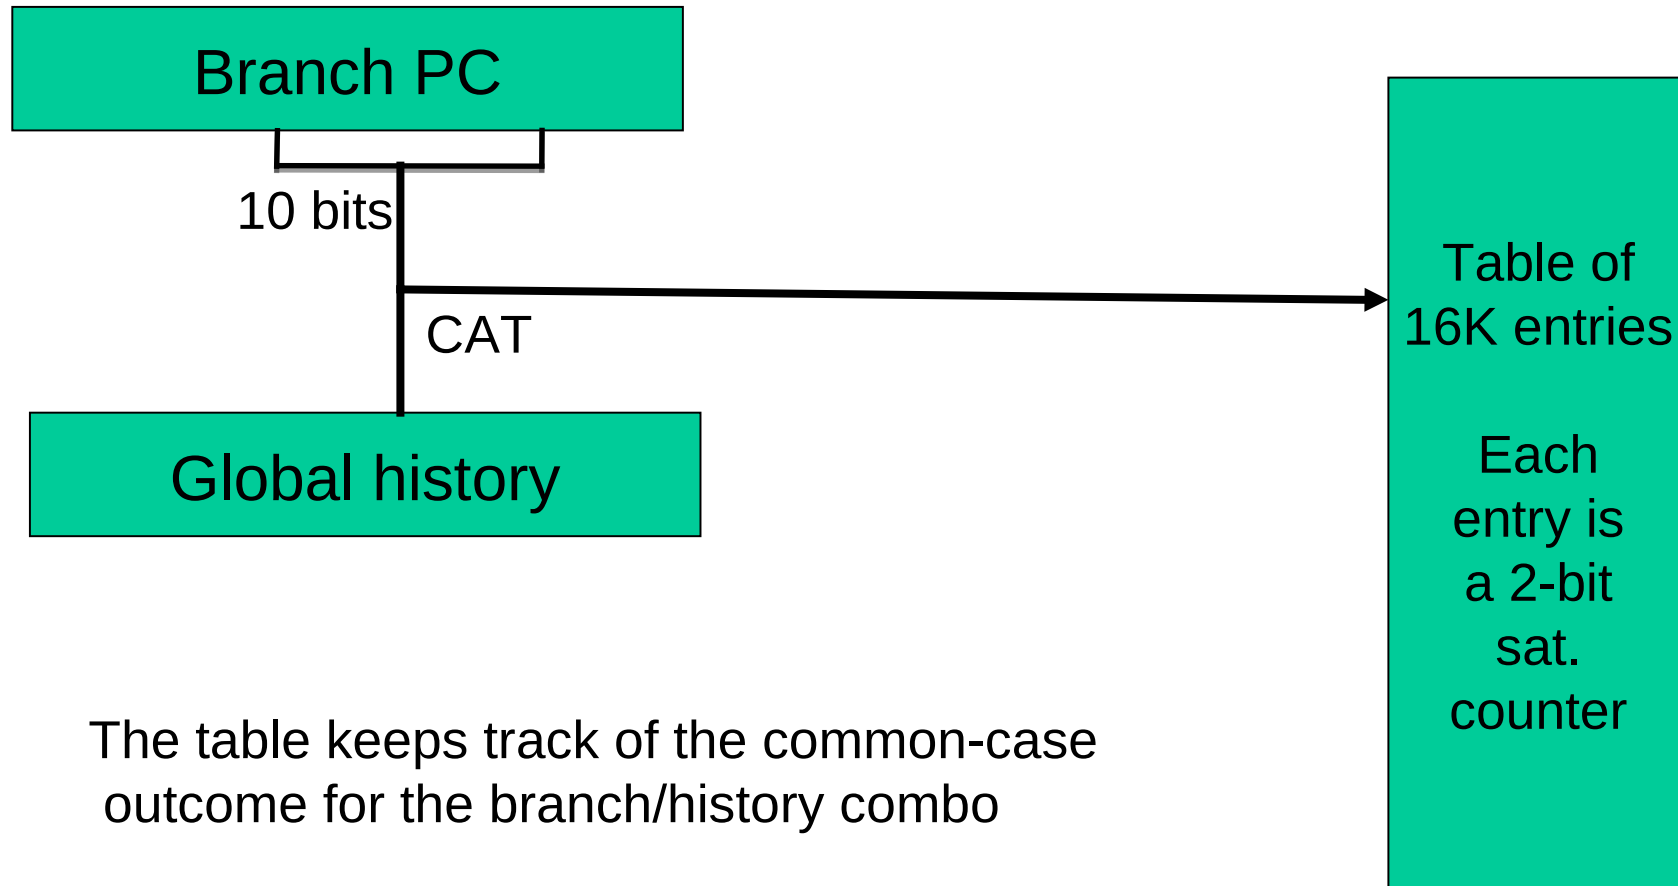 Branch PC
10 bits
CAT
Global history
Table of
16K entries
Each
entry is
a 2-bit
sat.
counter
The table keeps track of the common-case
outcome for the branch/history combo